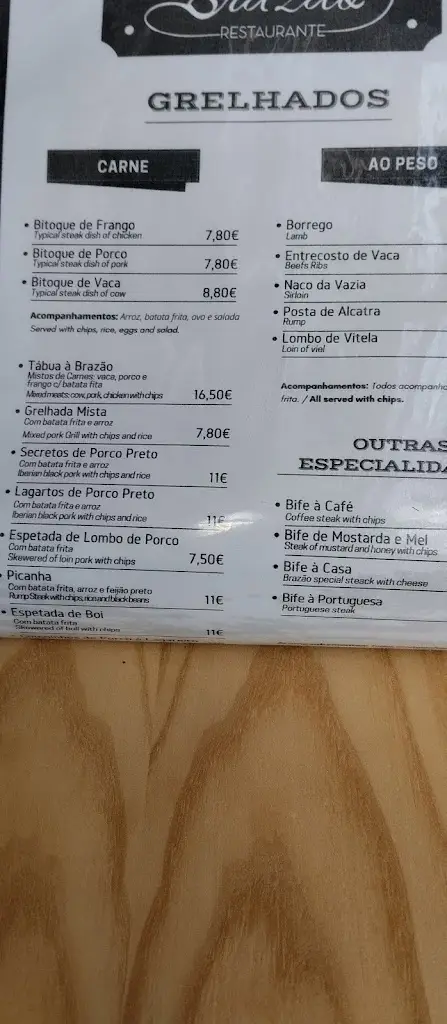 RESTAURANTE
GRELHADOS
CARNE
• Bitoque de Frango
Typical steak dish of chicken 7,80€
• Bitoque de Porco
Typical steak dish of pork 7,80€
• Bitoque de Vaca
Typical steak dish of cow 8,80€
Acompanhamentos: Arroz, batata frita, ovo e salada
Served with chips, rice, eggs and salad.
• Tábua à Brazão
Mistos de Carnes: vaca, porco e
frango c/ batata fita
Mixed meats: cow, pork, chicken with chips 16,50€
• Grelhada Mista
Com batata frita e arroz
Mixed pork Grill with chips and rice 7,80€
• Secretos de Porco Preto
Com batata frita e arroz
Iberian black pork with chips and rice 11€
• Lagartos de Porco Preto
Com batata frita e arroz
Iberian black pork with chips and rice 11€
• Espetada de Lombo de Porco
Com batata frita
Skewered of loin pork with chips 7,50€
• Picanha
Com batata frita, arroz e feijão preto
Rump Steak with chips, rice and black beans 11€
• Espetada de Boi
Com batata frita
Skewered of bull with chips 11€
AO PESO
• Borrego
Lamb
• Entrecosto de Vaca
Beefs Ribs
• Naco da Vazia
Sirloin
• Posta de Alcatra
Rump
• Lombo de Vitela
Loin of viel
Acompanhamentos: Todos acompanha
frita. / All served with chips.
OUTRAS
ESPECIALIDA
• Bife à Café
Coffee steak with chips
• Bife de Mostarda e Mel
Steak of mustard and honey with chips
• Bife à Casa
Brazão special steack with cheese
• Bife à Portuguesa
Portuguese steak